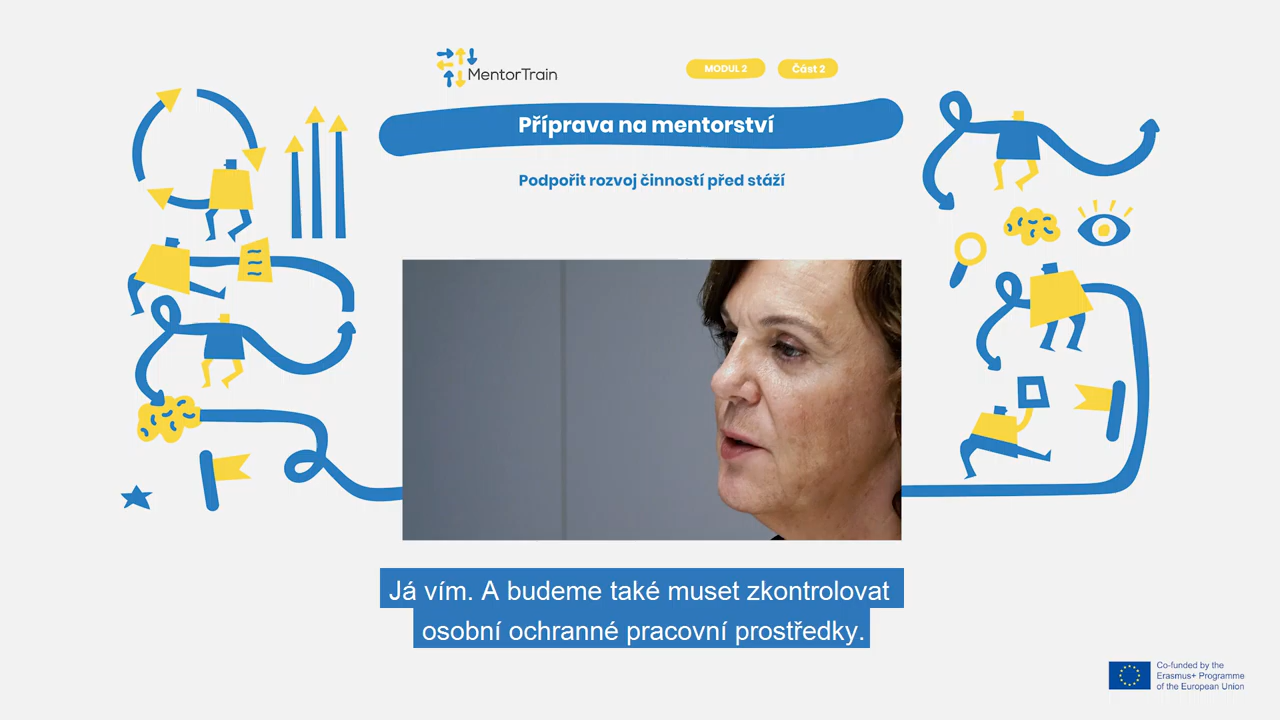 MentorTrain
MODUL 2
Část 2
Příprava na mentorství
Podpořit rozvoj činností před stáží
Já vím. A budeme také muset zkontrolovat
osobní ochranné pracovní prostředky.
Co-funded by the
Erasmus+ Programme
of the European Union